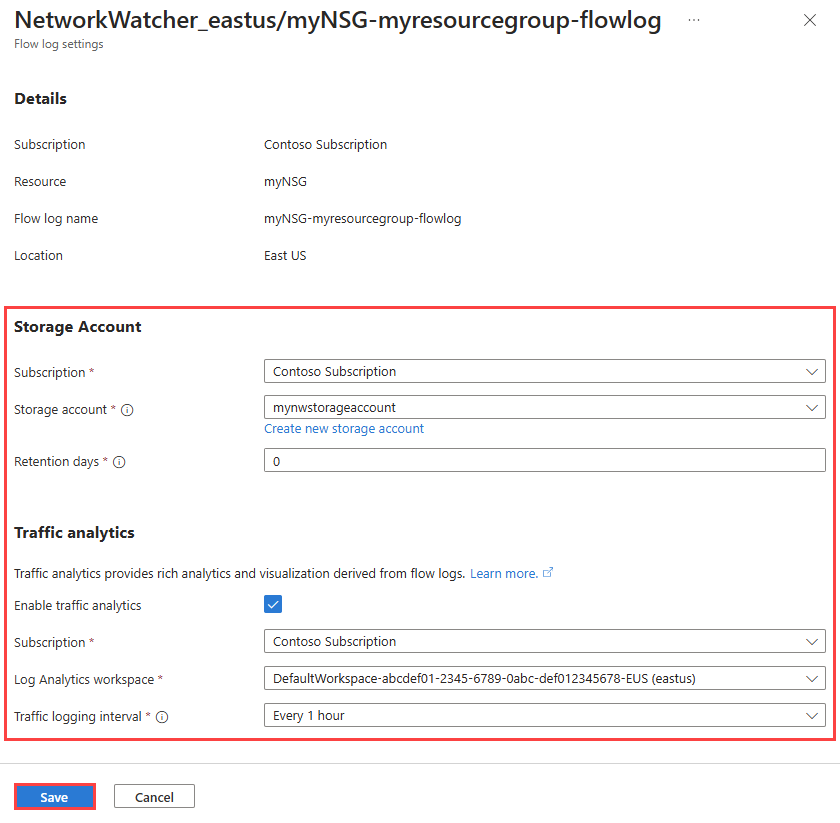 NetworkWatcher_eastus/myNSG-myresourcegroup-flowlog ...
Flow log settings
Details
Subscription Contoso Subscription
Resource myNSG
Flow log name myNSG-myresourcegroup-flowlog
Location East US
Storage Account
Subscription * Contoso Subscription
Storage account * mynwstorageaccount
Create new storage account
Retention days * 0
Traffic analytics
Traffic analytics provides rich analytics and visualization derived from flow logs. Learn more.
Enable traffic analytics
Subscription * Contoso Subscription
Log Analytics workspace * DefaultWorkspace-abcdef01-2345-6789-0abc-def012345678-EUS (eastus)
Traffic logging interval * Every 1 hour
Save Cancel